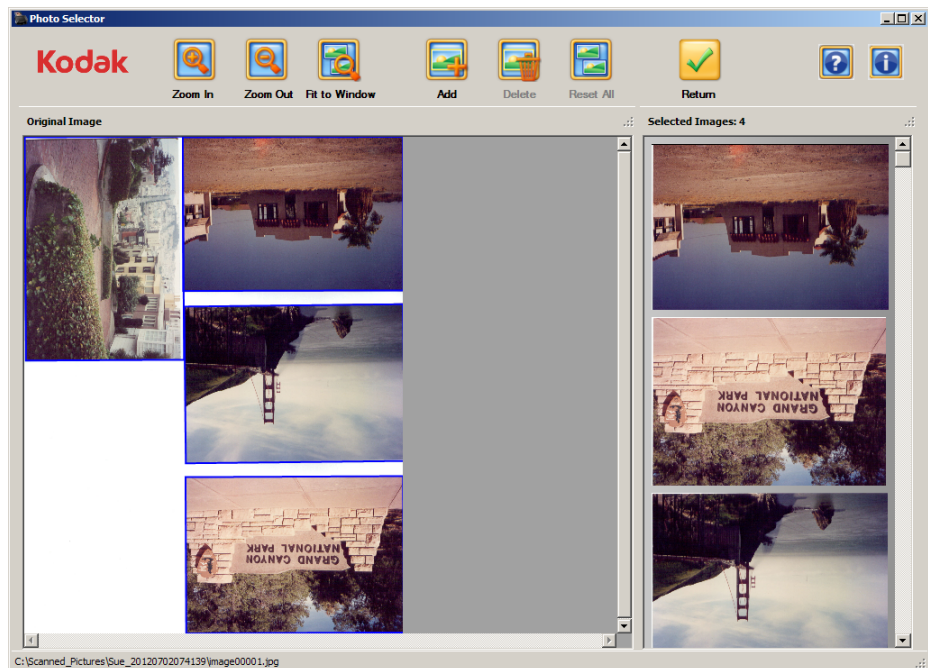 Photo Selector
Kodak
Zoom In
Zoom Out
Fit to Window
Add
Delete
Reset All
Return
Original Image
Selected Images: 4
GRAND CANYON
NATIONAL PARK
GRAND CANYON
NATIONAL PARK
C:\Scanned_Pictures\Sue_20120702074139\image00001.jpg